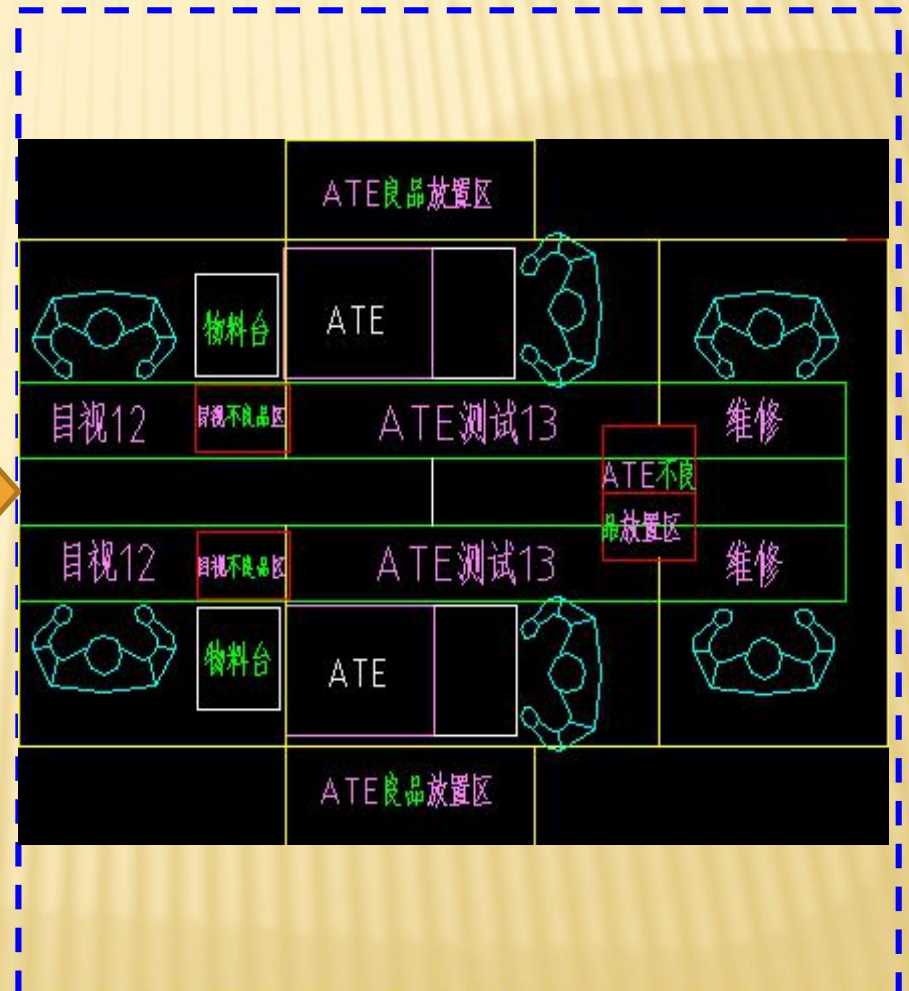 ATE良品放置区
物料台
ATE
目视12
目视不良品区
ATE测试13
维修
ATE不良
品放置区
目视12
目视不良品区
ATE测试13
维修
物料台
ATE
ATE良品放置区